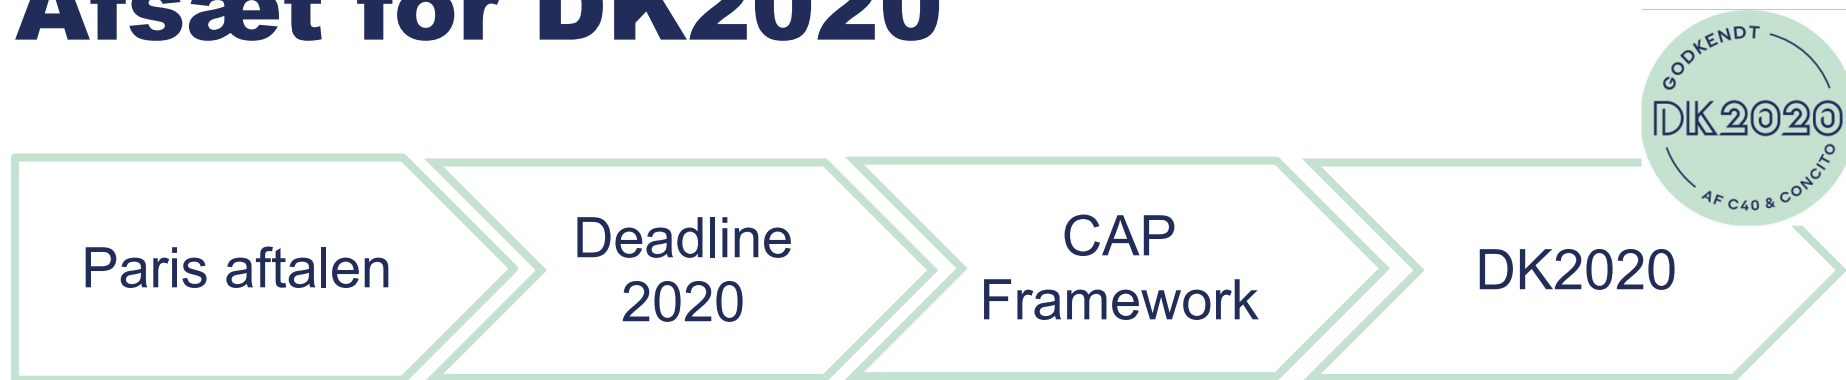 Afsæt for DK2020
GODKENDT
DK2020
AF C40 & CONCITO
Paris aftalen
Deadline
2020
CAP
Framework
DK2020